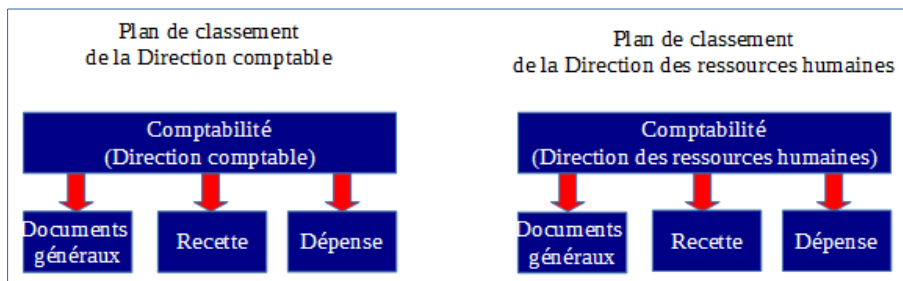 Plan de classement
de la Direction comptable
Comptabilité
(Direction comptable)
Documents
généraux
Recette
Dépense
Plan de classement
de la Direction des ressources humaines
Comptabilité
(Direction des ressources humaines)
Documents
généraux
Recette
Dépense